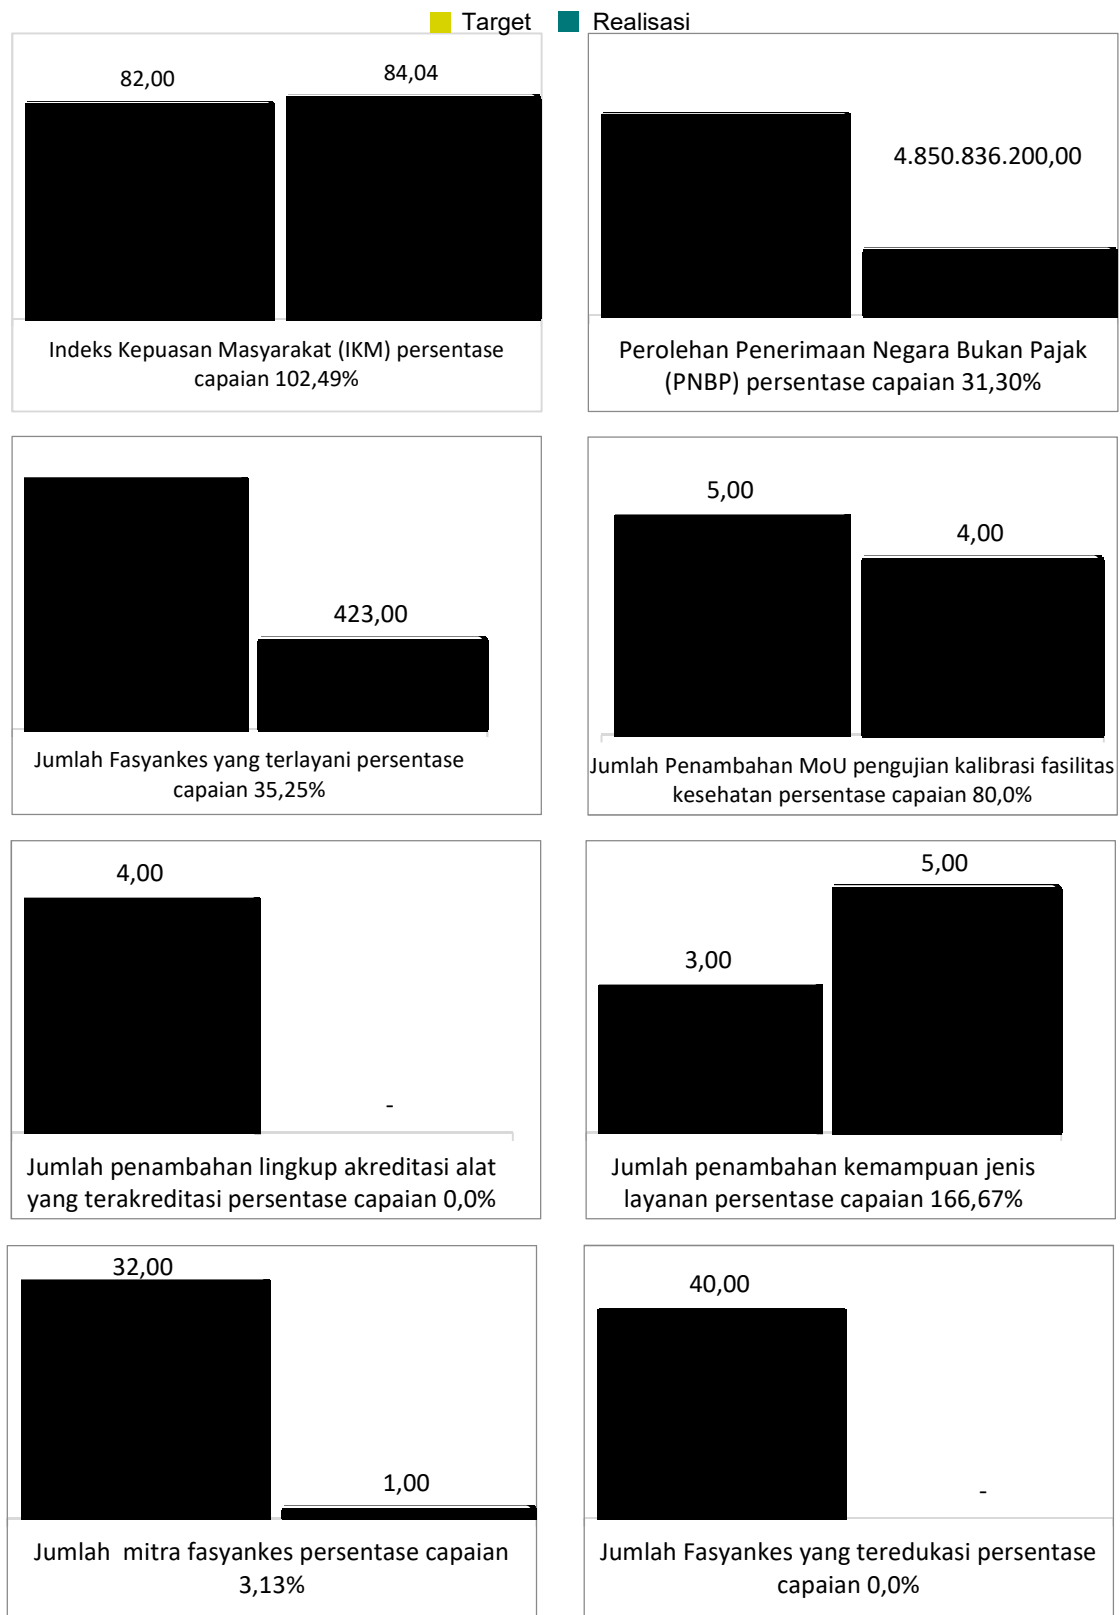 Target Realisasi
82,00
84,04
Indeks Kepuasan Masyarakat (IKM) persentase
capaian 102,49%
4.850.836.200,00
Perolehan Penerimaan Negara Bukan Pajak
(PNBP) persentase capaian 31,30%
423,00
Jumlah Fasyankes yang terlayani persentase
capaian 35,25%
5,00
4,00
Jumlah Penambahan MoU pengujian kalibrasi fasilitas
kesehatan persentase capaian 80,0%
4,00
-
Jumlah penambahan lingkup akreditasi alat
yang terakreditasi persentase capaian 0,0%
3,00
5,00
Jumlah penambahan kemampuan jenis
layanan persentase capaian 166,67%
32,00
1,00
Jumlah mitra fasyankes persentase capaian
3,13%
40,00
-
Jumlah Fasyankes yang teredukasi persentase
capaian 0,0%